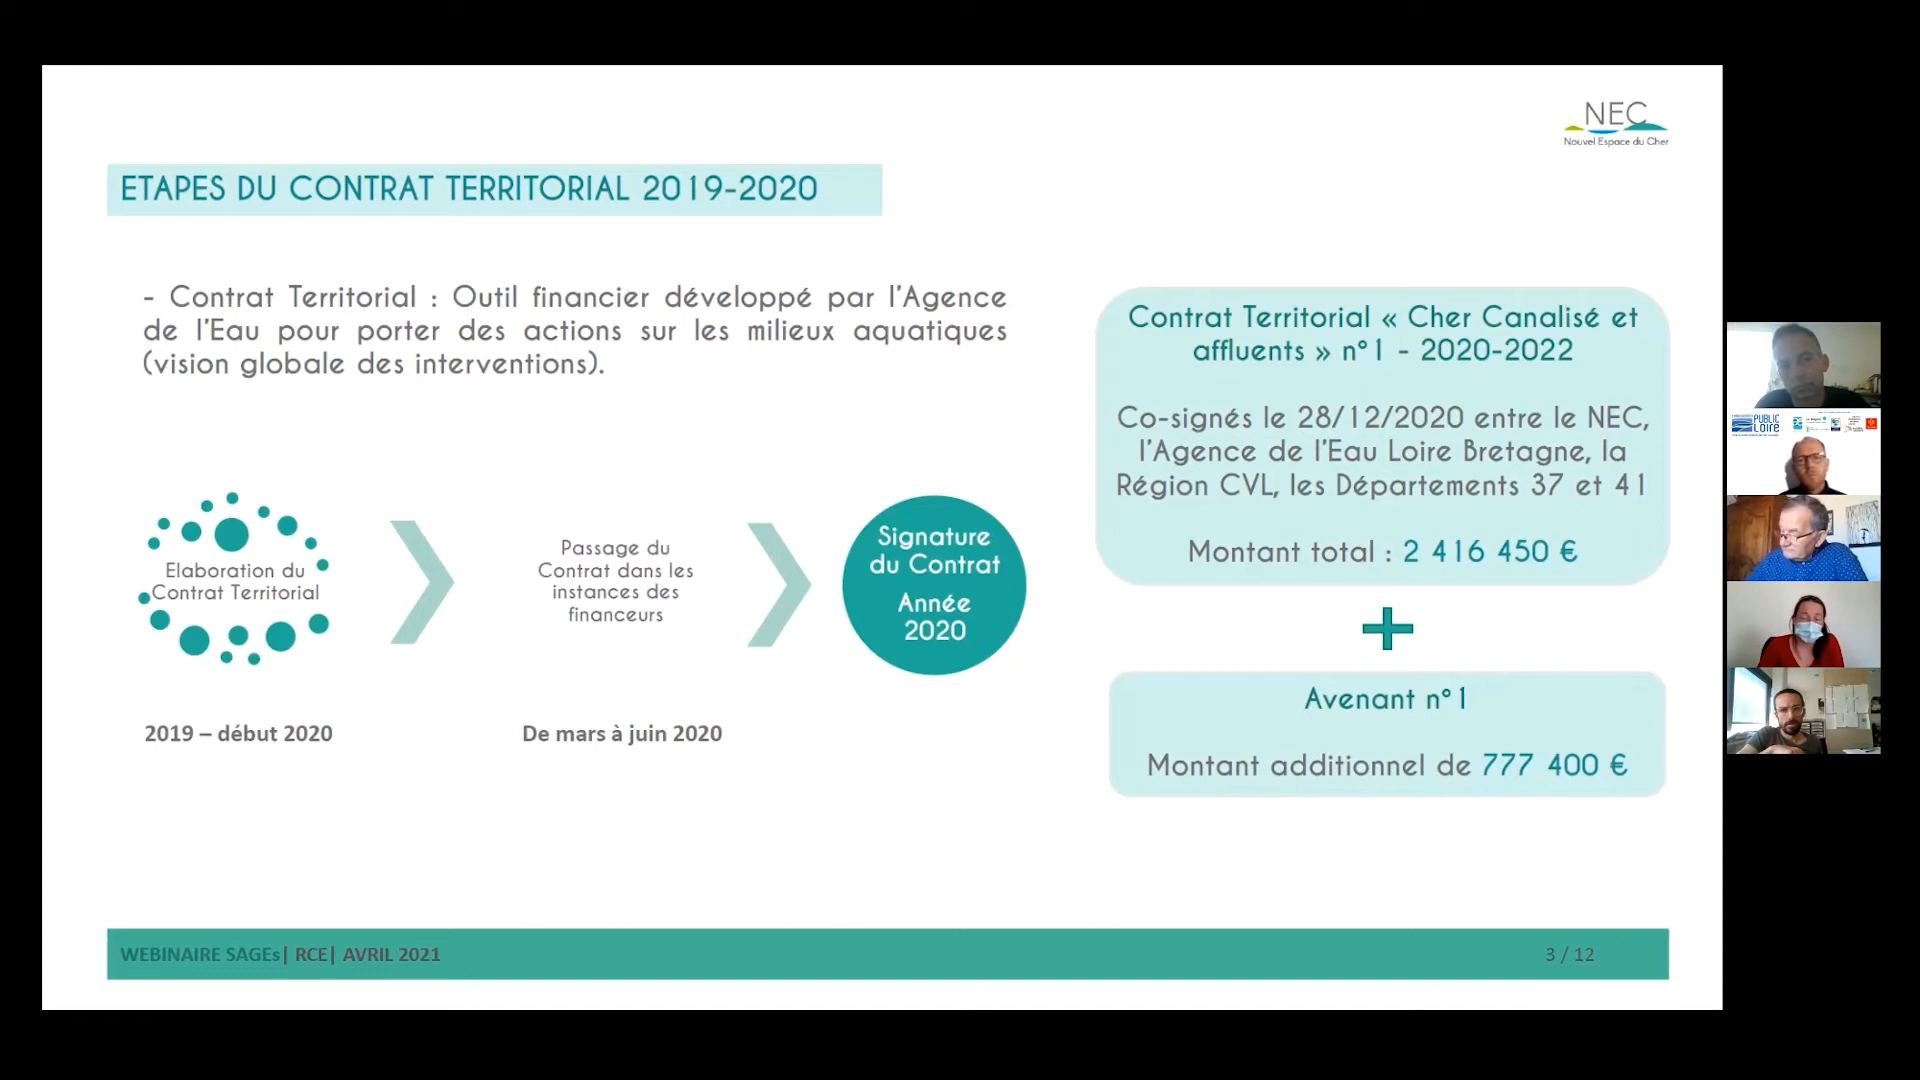 NEC
Nouvel Espace du Cher
ETAPES DU CONTRAT TERRITORIAL 2019-2020
- Contrat Territorial : Outil financier développé par l'Agence
de l'Eau pour porter des actions sur les milieux aquatiques
(vision globale des interventions).
Elaboration du
Contrat Territorial
2019 – début 2020
Passage du
Contrat dans les
instances des
financeurs
De mars à juin 2020
Signature
du Contrat
Année
2020
Contrat Territorial « Cher Canalisé et
affluents » n°1 - 2020-2022
Co-signés le 28/12/2020 entre le NEC,
l'Agence de l'Eau Loire Bretagne, la
Région CVL, les Départements 37 et 41
Montant total : 2 416 450 €
+
Avenant n°1
Montant additionnel de 777 400 €
PUBLIC
LOIRE
WEBINAIRE SAGEs| RCE| AVRIL 2021
3 / 12